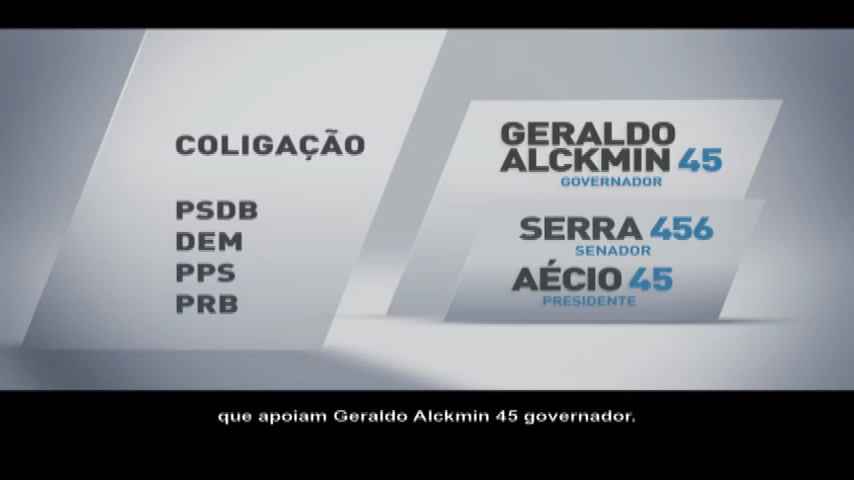 COLIGAÇÃO
PSDB
DEM
PPS
PRB
GERALDO
ALCKMIN 45
GOVERNADOR
SERRA 456
SENADOR
AÉCIO 45
PRESIDENTE
que apoiam Geraldo Alckmin 45 governador.